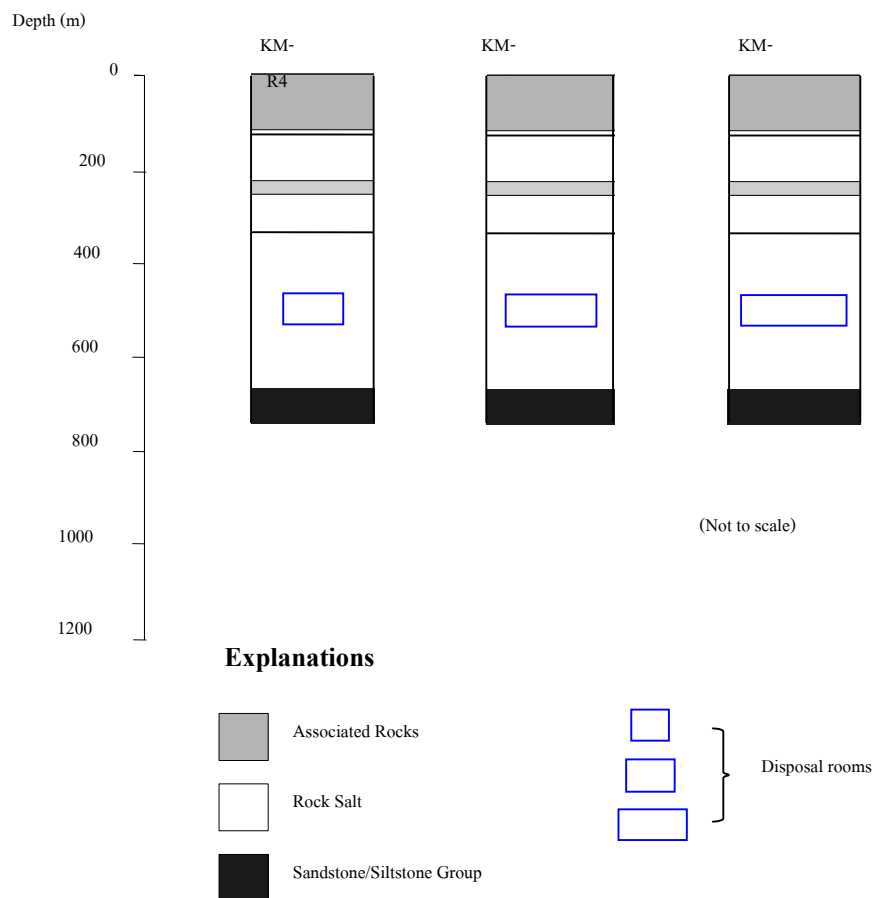 Depth (m)
KM- KM- KM-
R4
0
200
400
600
800
1000
1200
(Not to scale)
Explanations
Associated Rocks
Rock Salt
Sandstone/Siltstone Group
Disposal rooms